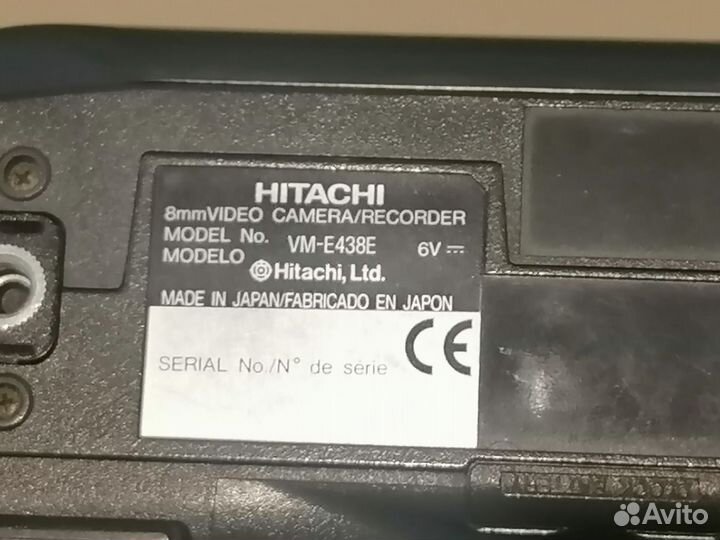 HITACHI
8mmVIDEO CAMERA/RECORDER
MODEL No. VM-E438E 6V
MODELO
Hitachi, Ltd.
MADE IN JAPAN/FABRICADO EN JAPON
CE
SERIAL No./N° de série
Avito